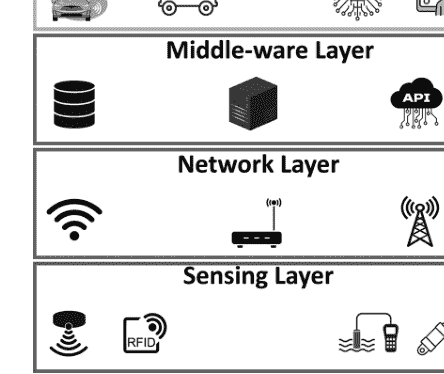 Middle-ware Layer
API
Network Layer
Sensing Layer
RFID